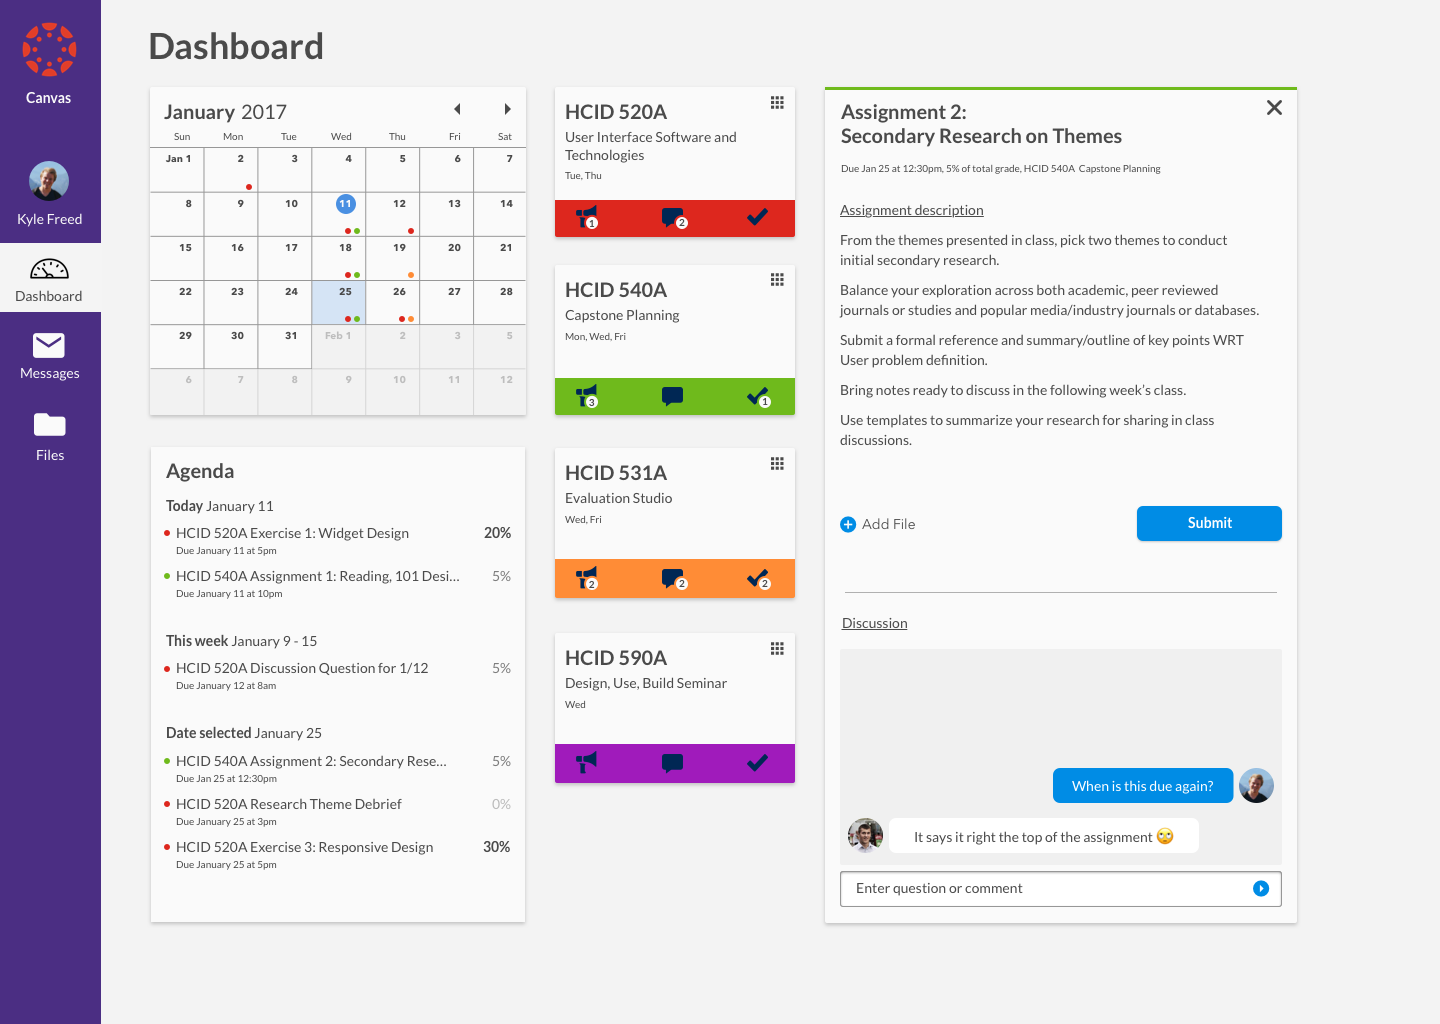 Canvas
Kyle Freed
Dashboard
Messages
Files
Dashboard
January 2017
Sun Mon Tue Wed Thu Fri Sat
Jan 1 2 3 4 5 6 7
8 9 10 11 12 13 14
15 16 17 18 19 20 21
22 23 24 25 26 27 28
29 30 31 Feb 1 2 3 5
6 7 8 9 10 11 12
Agenda
Today January 11
HCID 520A Exercise 1: Widget Design 20%
Due January 11 at 5pm
HCID 540A Assignment 1: Reading, 101 Desi... 5%
Due January 11 at 10pm
This week January 9 - 15
HCID 520A Discussion Question for 1/12 5%
Due January 12 at 8am
Date selected January 25
HCID 540A Assignment 2: Secondary Rese... 5%
Due Jan 25 at 12:30pm
HCID 520A Research Theme Debrief 0%
Due January 25 at 3pm
HCID 520A Exercise 3: Responsive Design 30%
Due January 25 at 5pm
HCID 520A
User Interface Software and
Technologies
Tue, Thu
1 2
HCID 540A
Capstone Planning
Mon, Wed, Fri
3 1
HCID 531A
Evaluation Studio
Wed, Fri
2 2 2
HCID 590A
Design, Use, Build Seminar
Wed
Assignment 2:
Secondary Research on Themes
Due Jan 25 at 12:30pm, 5% of total grade, HCID 540A Capstone Planning
Assignment description
From the themes presented in class, pick two themes to conduct
initial secondary research.
Balance your exploration across both academic, peer reviewed
journals or studies and popular media/industry journals or databases.
Submit a formal reference and summary/outline of key points WRT
User problem definition.
Bring notes ready to discuss in the following week's class.
Use templates to summarize your research for sharing in class
discussions.
Add File
Submit
Discussion
When is this due again?
It says it right the top of the assignment 🙄
Enter question or comment